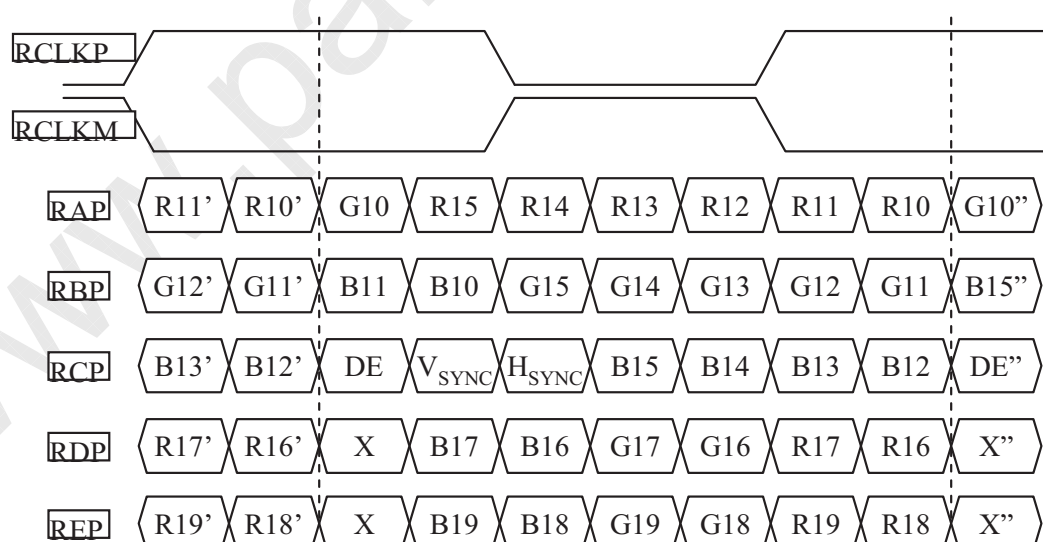 RCLKP
RCLKM
RAP R11’ R10’ G10 R15 R14 R13 R12 R11 R10 G10”
RBP G12’ G11’ B11 B10 G15 G14 G13 G12 G11 B15”
RCP B13’ B12’ DE VSYNC HSYNC B15 B14 B13 B12 DE”
RDP R17’ R16’ X B17 B16 G17 G16 R17 R16 X”
REP R19’ R18’ X B19 B18 G19 G18 R19 R18 X”